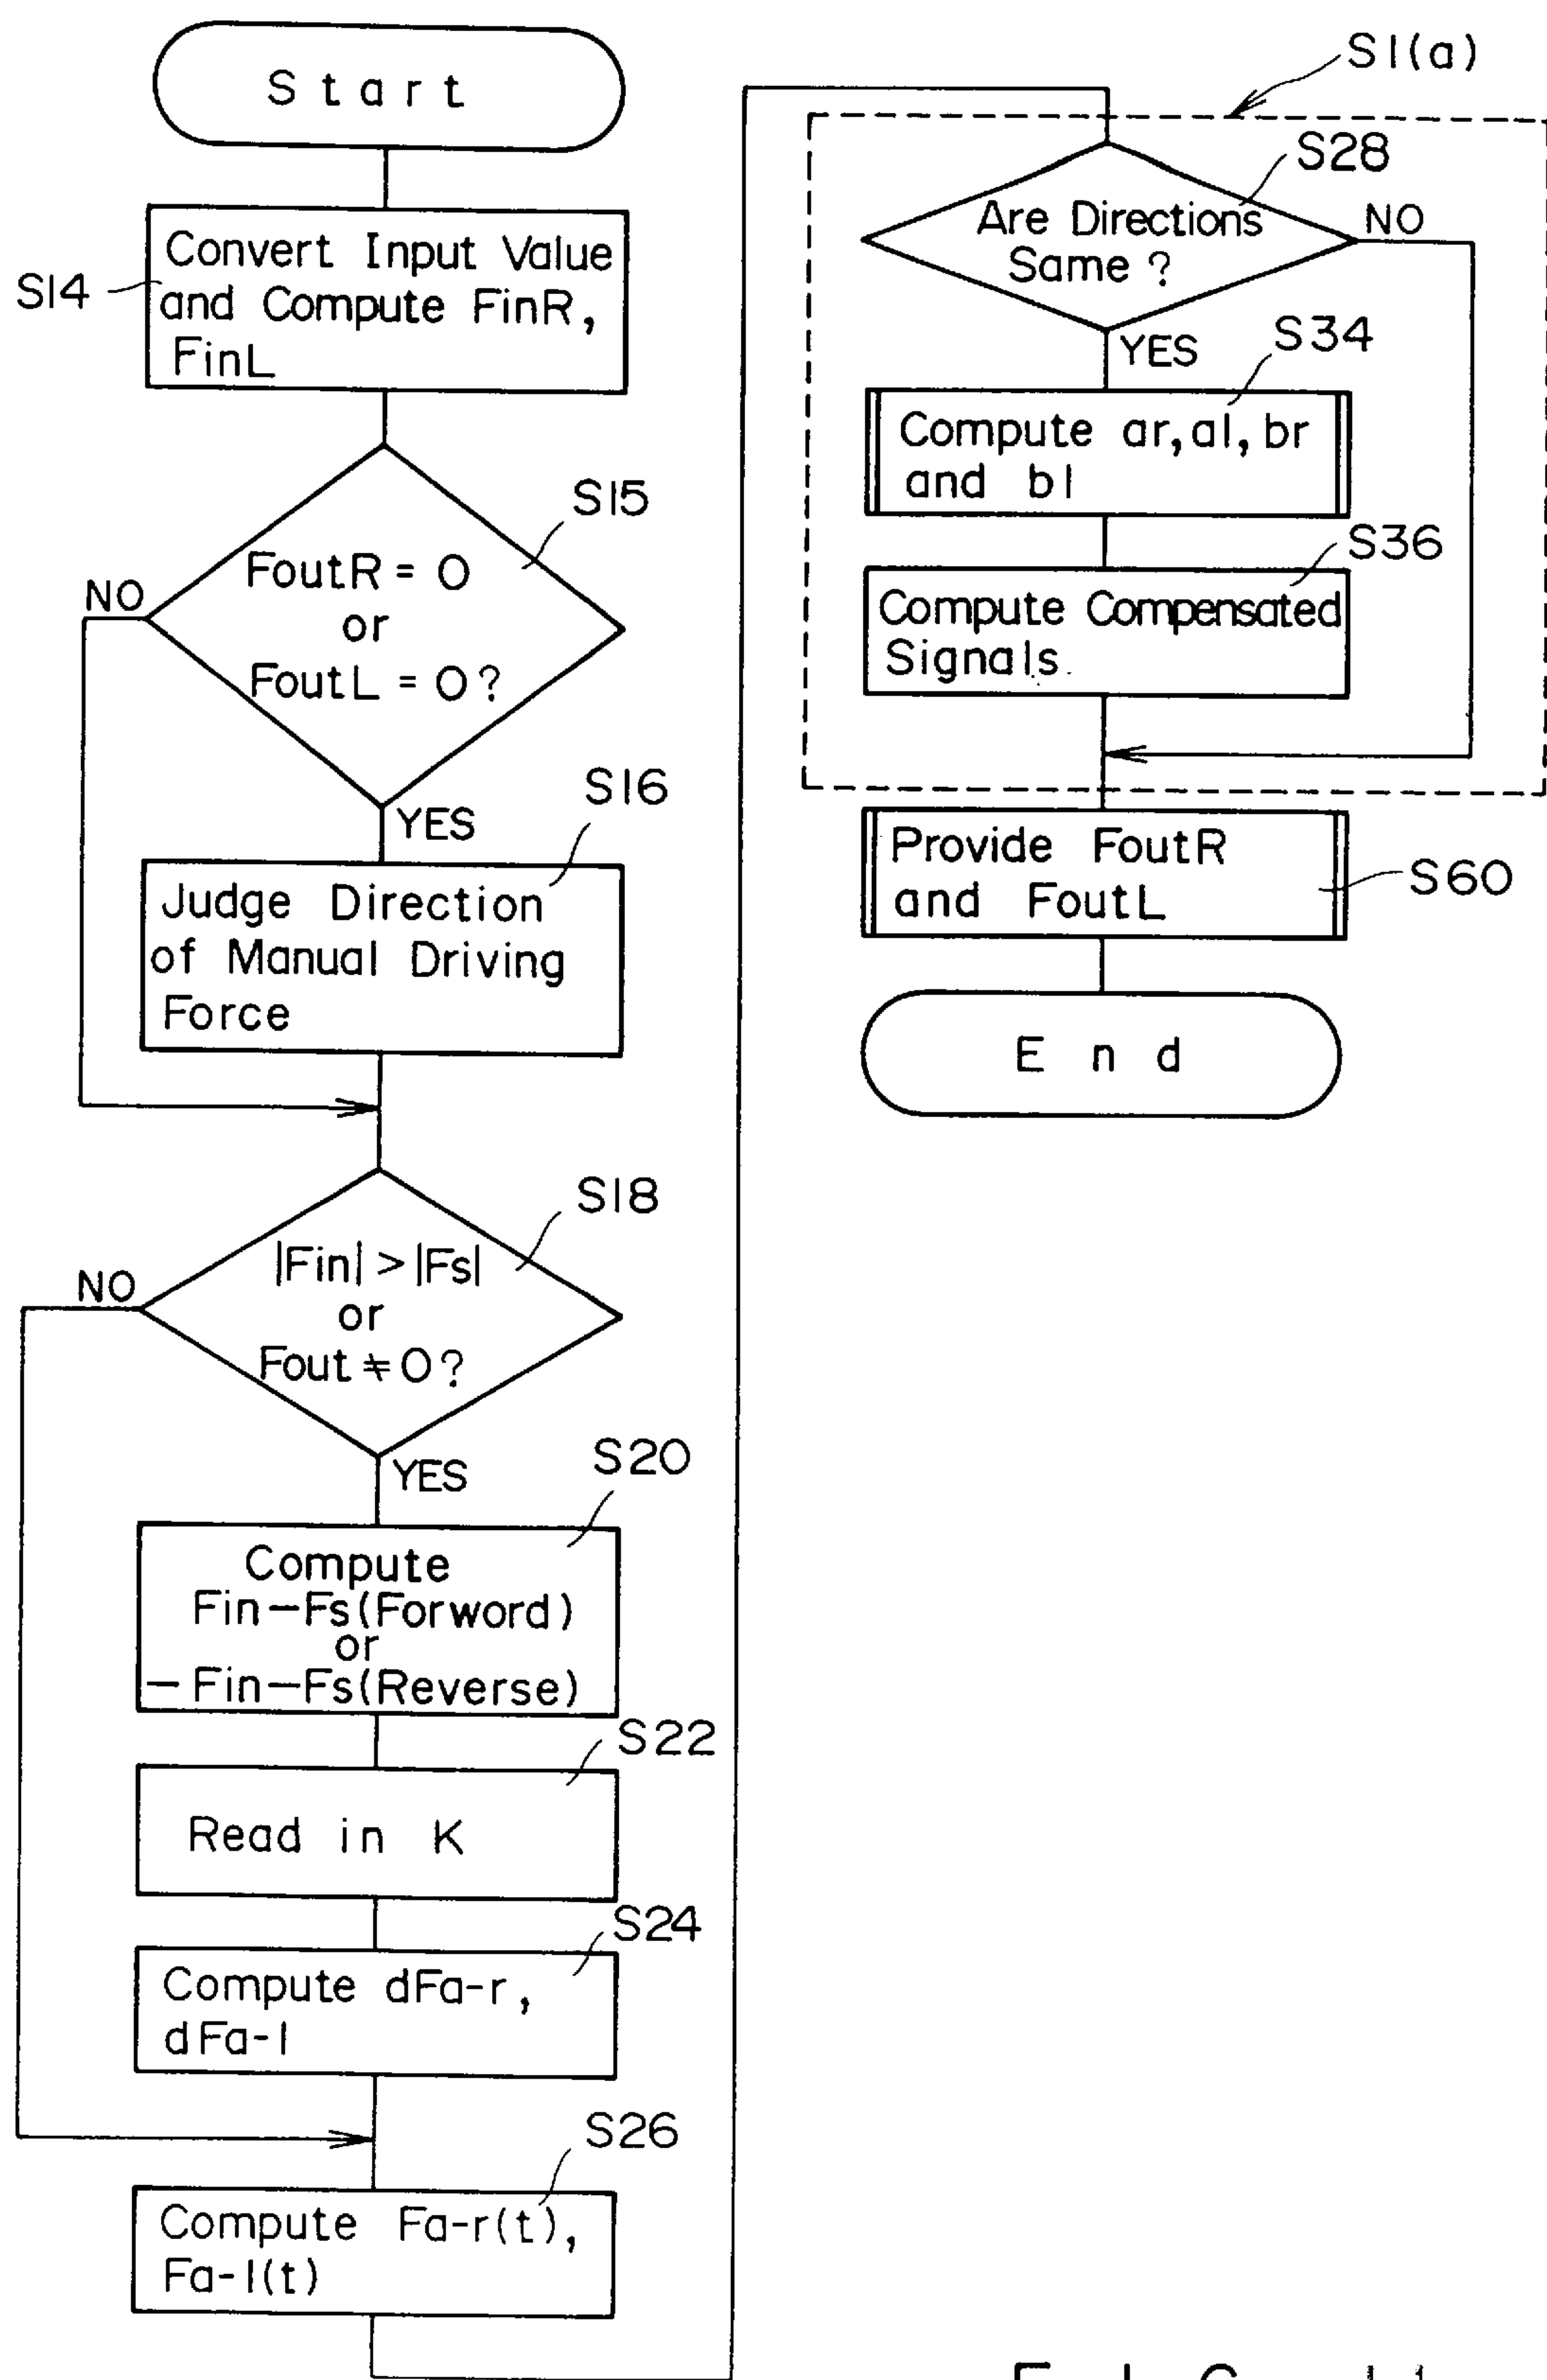 Start
S14
Convert Input Value
and Compute FinR,
FinL
S15
FoutR = 0
or
FoutL = 0?
NO
YES
S16
Judge Direction
of Manual Driving
Force
S18
|Fin| > |Fs|
or
Fout ≠ 0?
NO
YES
S20
Compute
Fin-Fs(Forword)
or
-Fin-Fs(Reverse)
S22
Read in K
S24
Compute dFa-r,
dFa-l
S26
Compute Fa-r(t),
Fa-l(t)
S1(a)
S28
Are Directions
Same ?
NO
YES
S34
Compute ar,al,br
and bl
S36
Compute Compensated
Signals
Provide FoutR
and FoutL
S60
End